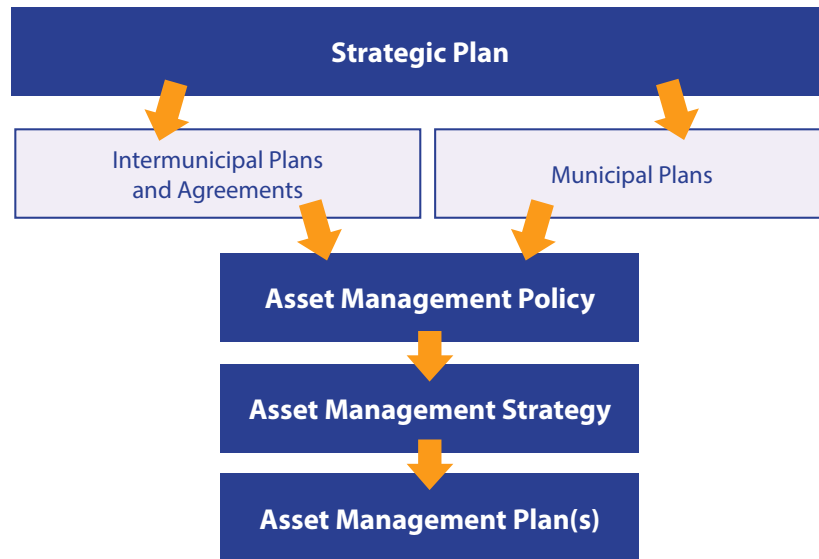 Strategic Plan
Intermunicipal Plans
and Agreements
Municipal Plans
Asset Management Policy
Asset Management Strategy
Asset Management Plan(s)